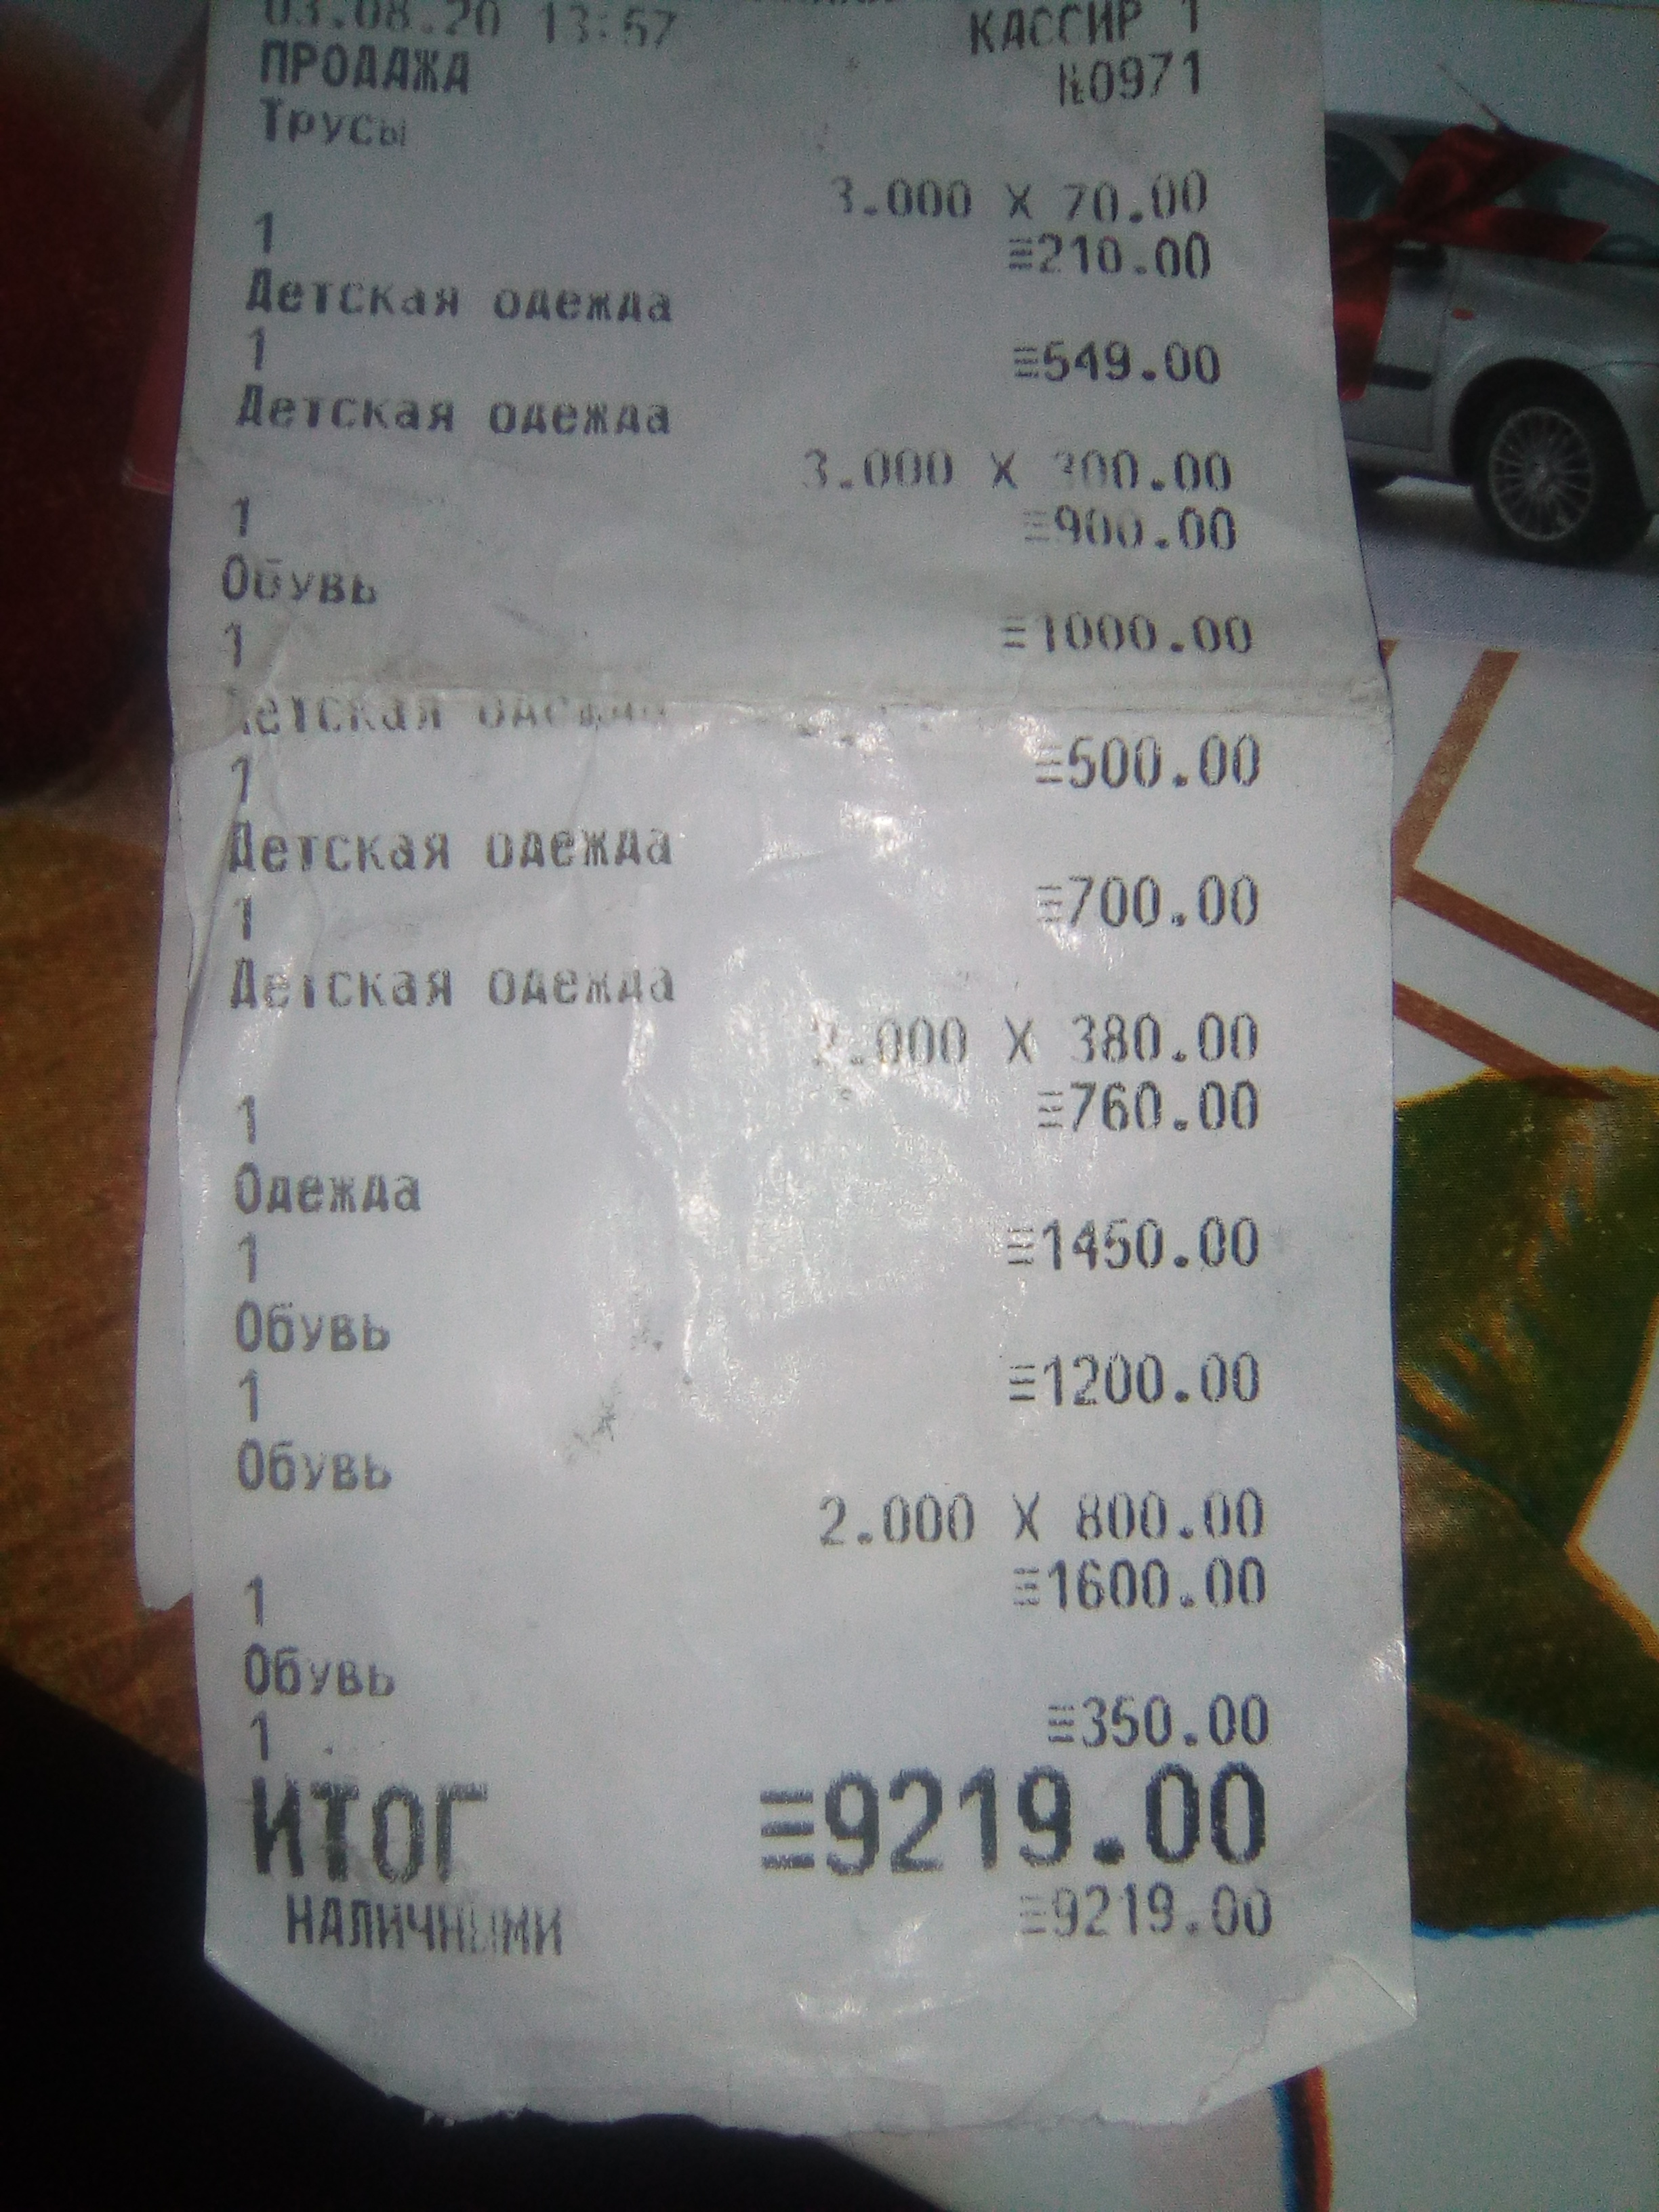 03.08.20 13:57 КАССИР 1
ПРОДАЖА №0971
Трусы
3.000 X 70.00
1 ≡210.00
Детская одежда
1 ≡549.00
Детская одежда
3.000 X 300.00
1 ≡900.00
Обувь
1 ≡1000.00
Детская одежда
1 ≡500.00
Детская одежда
1 ≡700.00
Детская одежда
2.000 X 380.00
1 ≡760.00
Одежда
1 ≡1450.00
Обувь
1 ≡1200.00
Обувь
2.000 X 800.00
1 ≡1600.00
Обувь
1 ≡350.00
ИТОГ ≡9219.00
НАЛИЧНЫМИ ≡9219.00